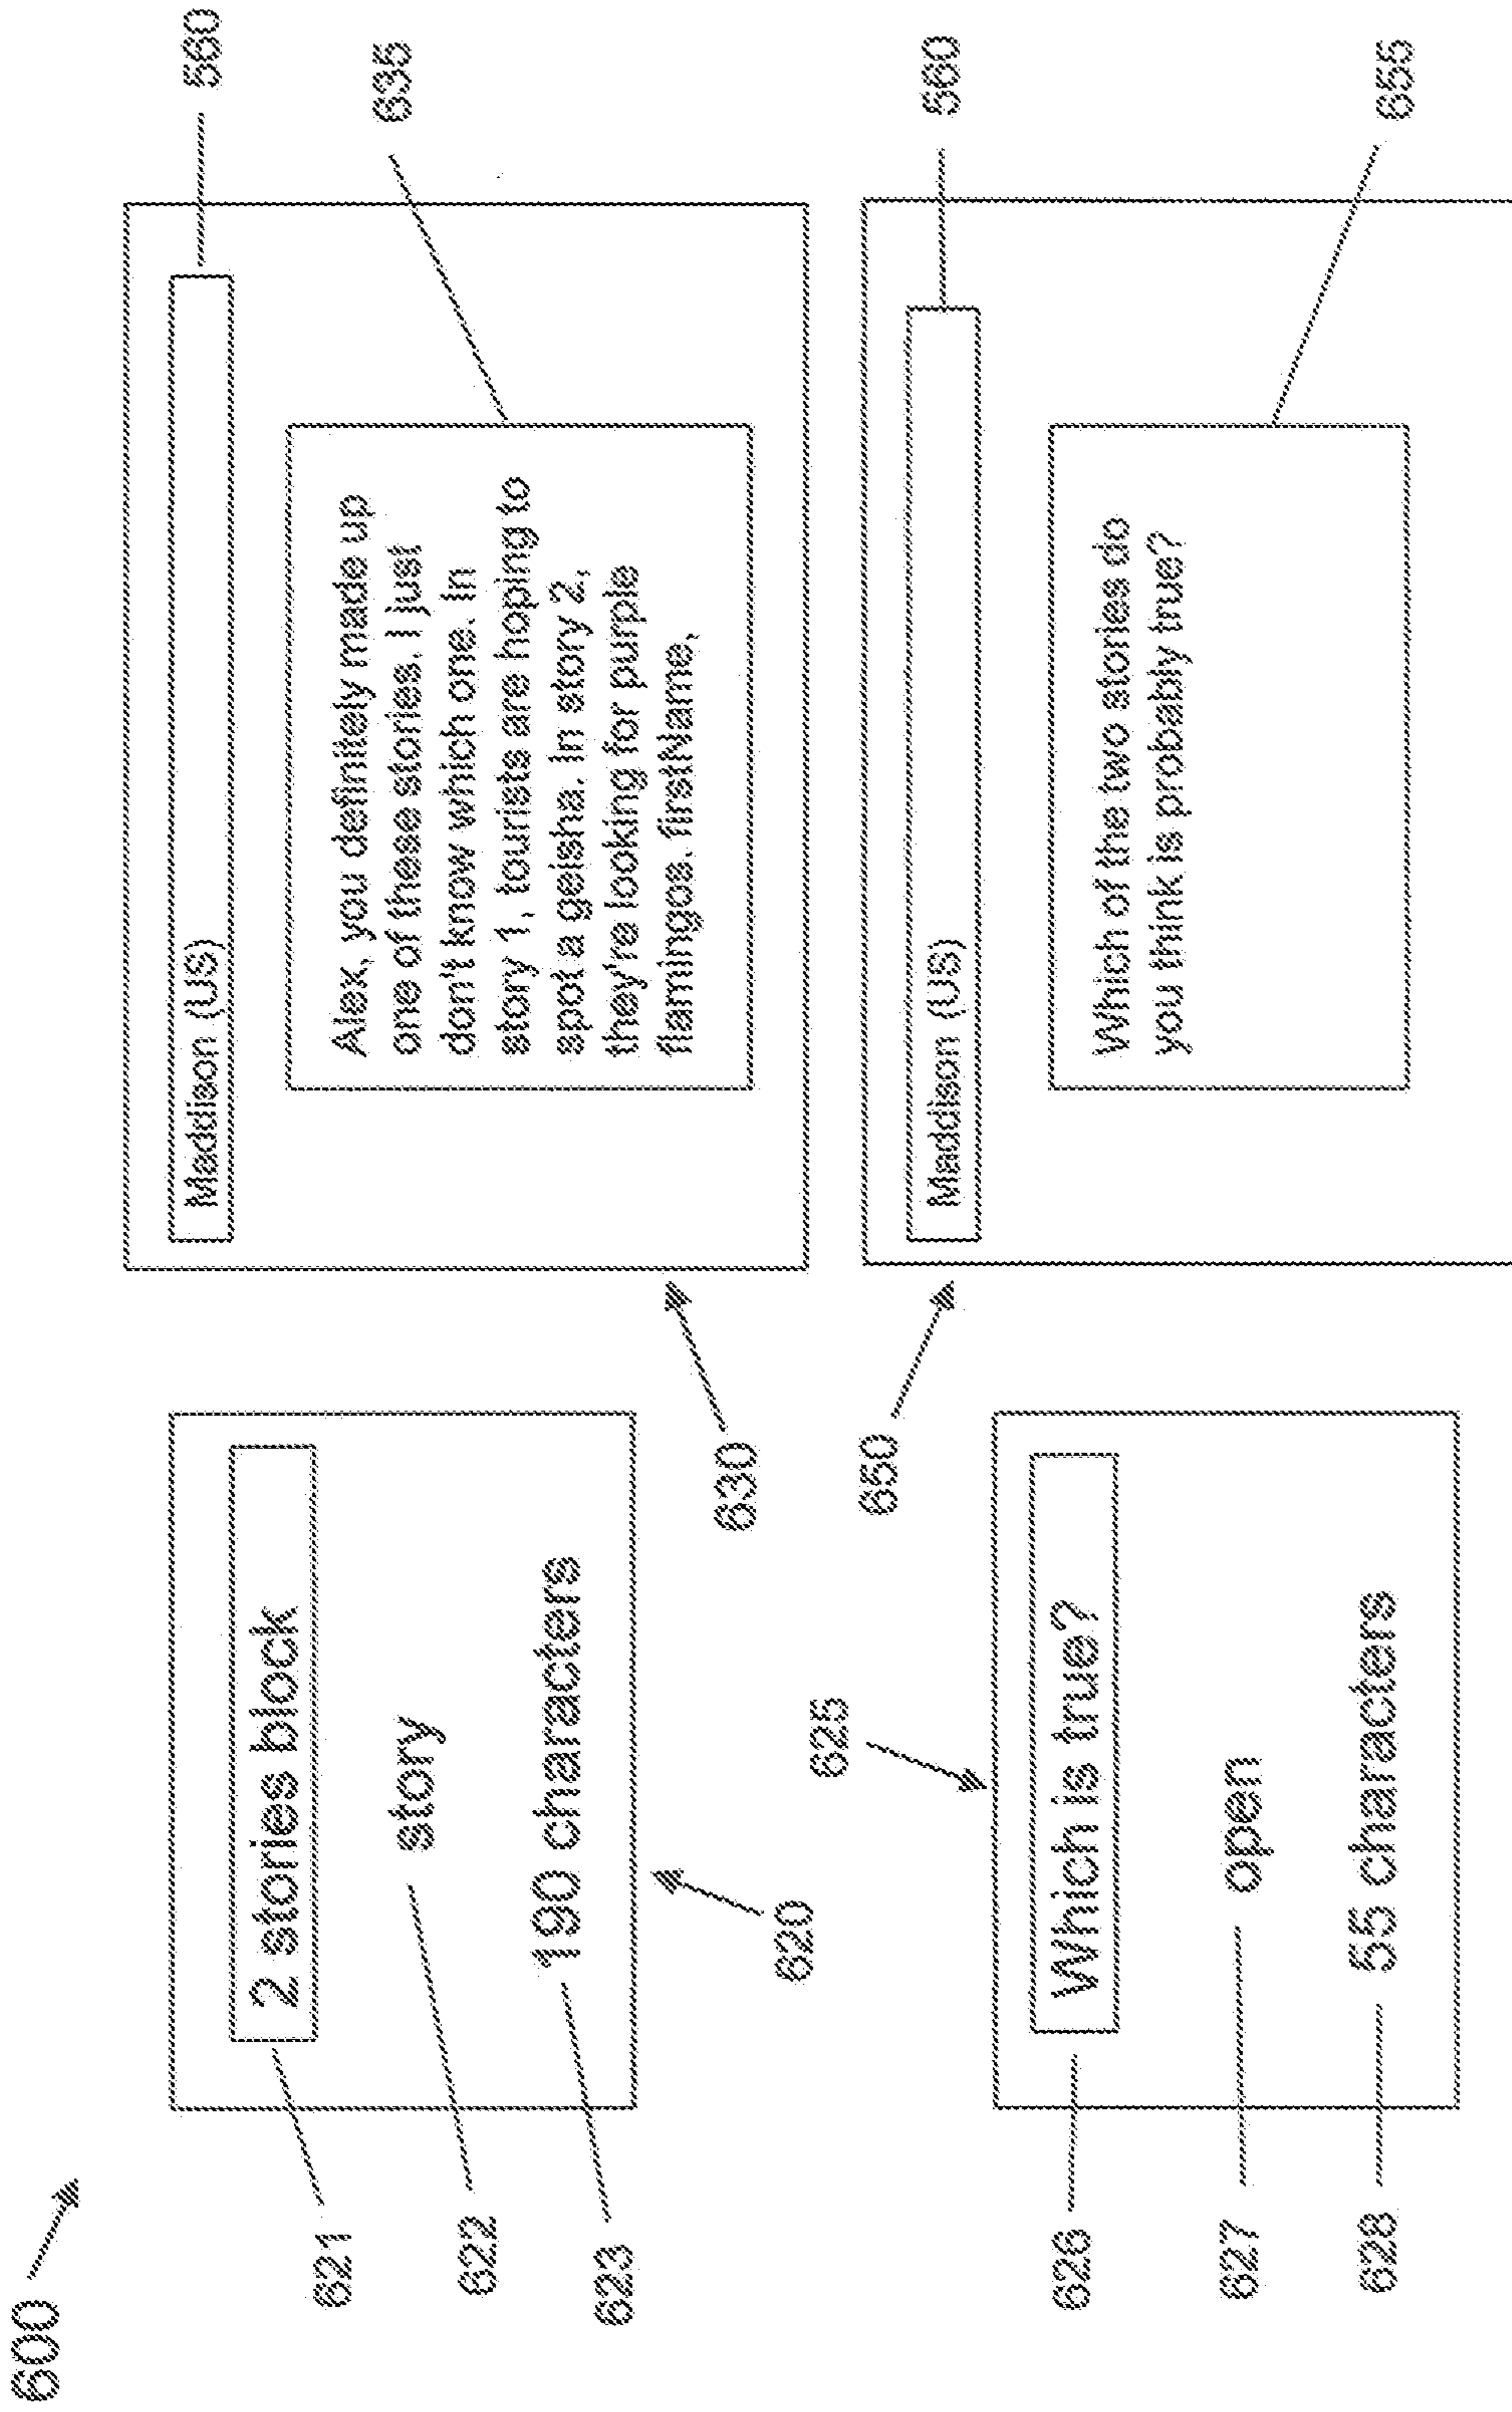 600
2 stories block
story
190 characters
621
622
623
620
Maddison (US)
560
Alex, you definitely made up
one of these stories. I just
don't know which one. In
story 1, tourists are hoping to
spot a geisha. In story 2,
they're looking for purple
flamingos. firstName,
635
630
Which is true?
open
55 characters
625
626
627
628
Maddison (US)
560
Which of the two stories do
you think is probably true?
655
650